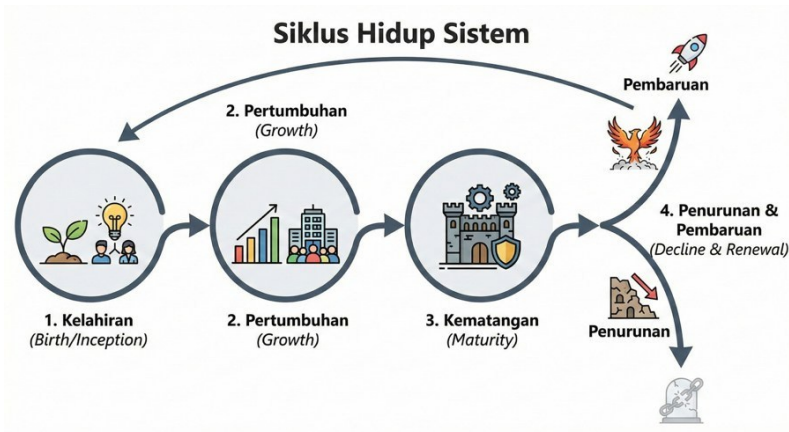 Siklus Hidup Sistem
Pembaruan
2. Pertumbuhan
(Growth)
1. Kelahiran
(Birth/Inception)
2. Pertumbuhan
(Growth)
3. Kematangan
(Maturity)
4. Penurunan &
Pembaruan
(Decline & Renewal)
Penurunan